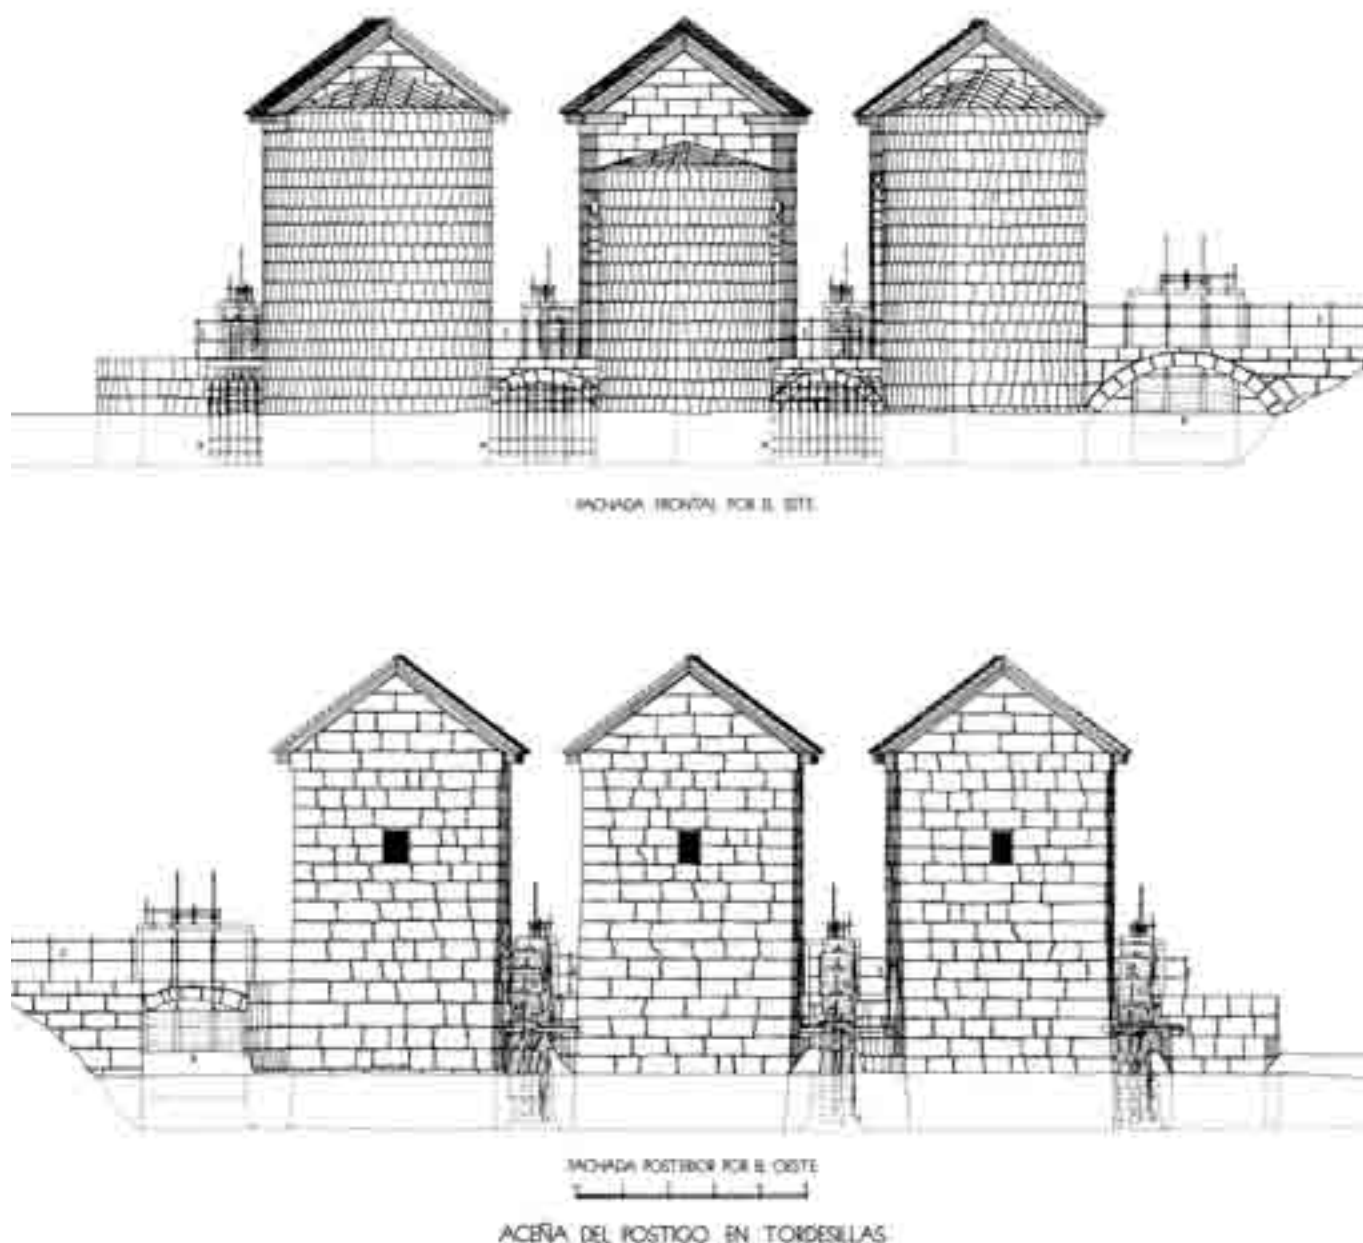 FACHADA FRONTAL POR EL ESTE
FACHADA POSTERIOR POR EL OESTE
ACEÑA DEL POSTIGO EN TORDESILLAS